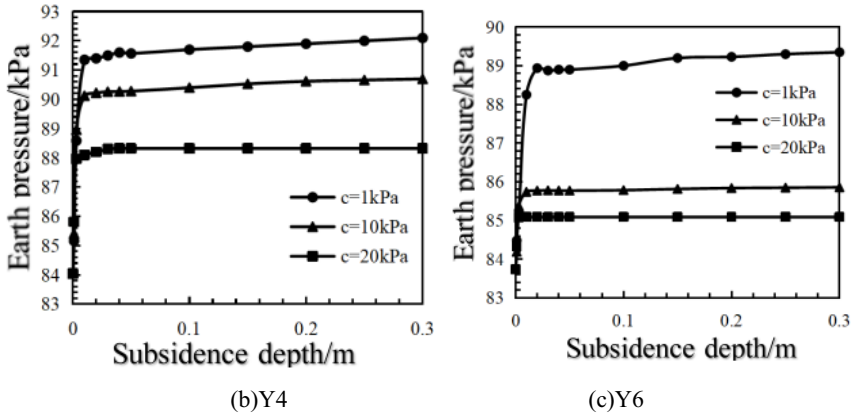 93
92
91
90
89
88
87
86
85
84
83
0
0.1
0.2
0.3
Earth pressure/kPa
Subsidence depth/m
c=1kPa
c=10kPa
c=20kPa
(b)Y4
90
89
88
87
86
85
84
83
0
0.1
0.2
0.3
Earth pressure/kPa
Subsidence depth/m
c=1kPa
c=10kPa
c=20kPa
(c)Y6